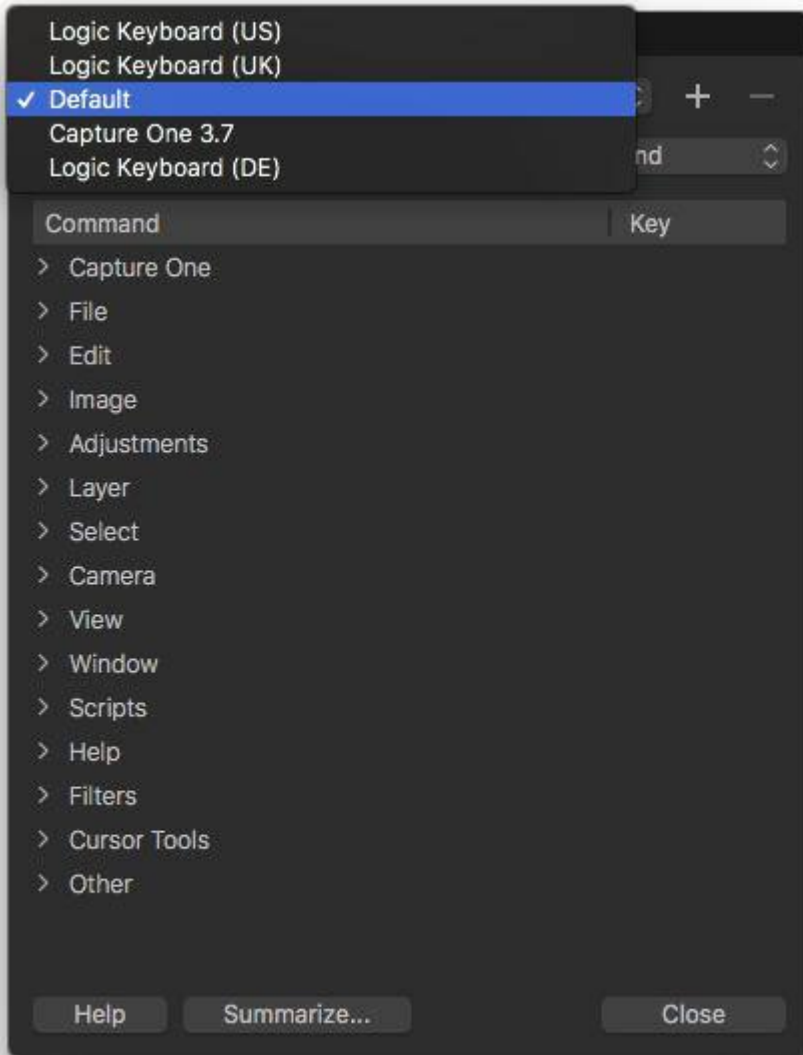 Logic Keyboard (US)
Logic Keyboard (UK)
✓ Default
Capture One 3.7
Logic Keyboard (DE)
nd
Command Key
Capture One
File
Edit
Image
Adjustments
Layer
Select
Camera
View
Window
Scripts
Help
Filters
Cursor Tools
Other
Help Summarize... Close